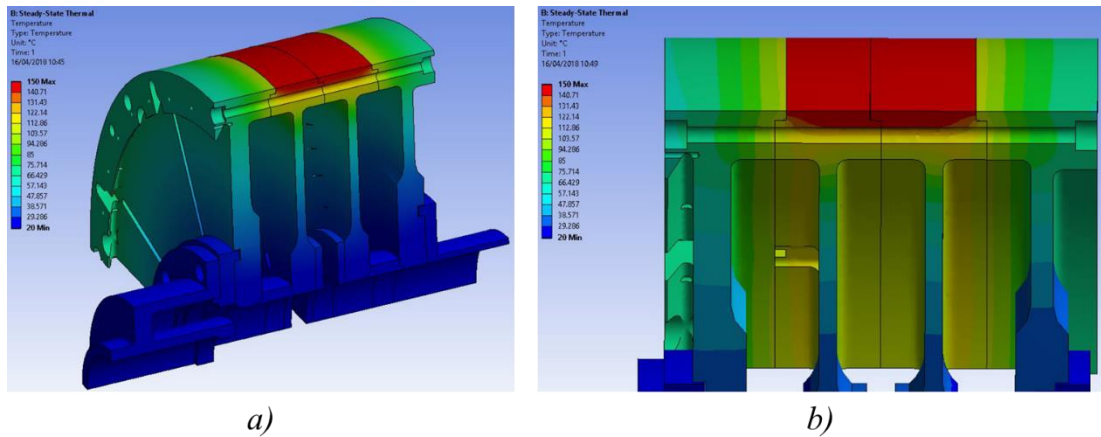 B: Steady-State Thermal
Temperature
Type: Temperature
Unit: °C
Time: 1
16/04/2018 10:45
150 Max
140.71
131.43
122.14
112.86
103.57
94.286
85
75.714
66.429
57.143
47.857
38.571
29.286
20 Min
a)
B: Steady-State Thermal
Temperature
Type: Temperature
Unit: °C
Time: 1
16/04/2018 10:49
150 Max
140.71
131.43
122.14
112.86
103.57
94.286
85
75.714
66.429
57.143
47.857
38.571
29.286
20 Min
b)